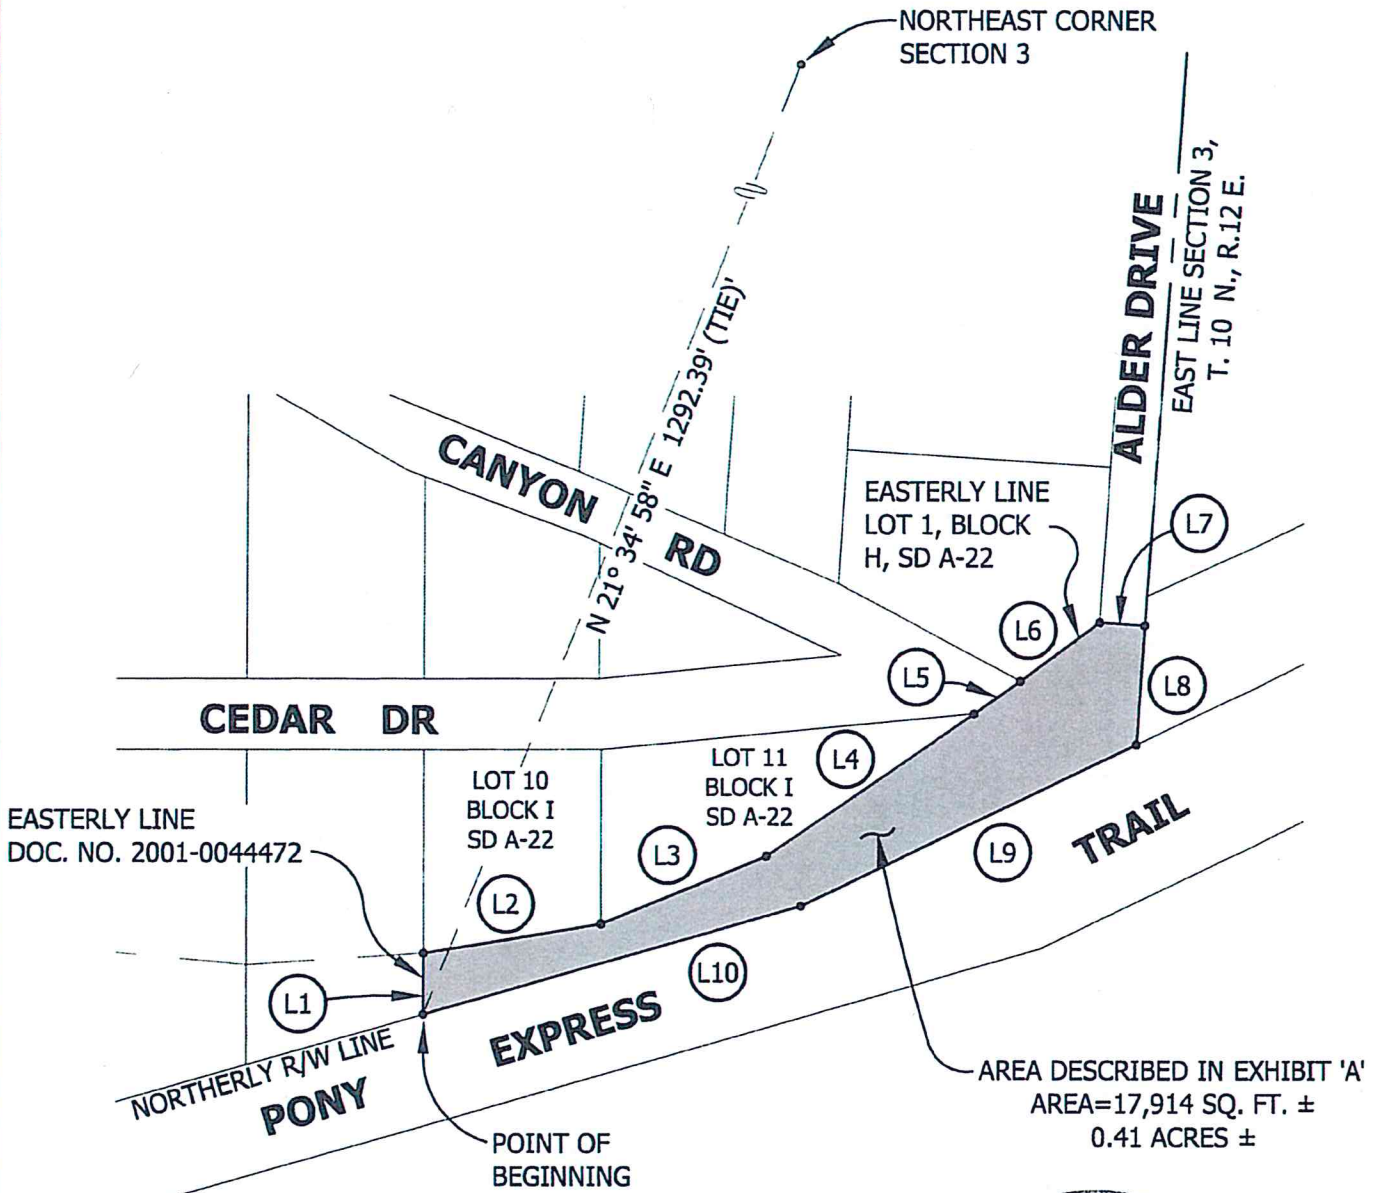 NORTHEAST CORNER
SECTION 3
EAST LINE SECTION 3,
T. 10 N., R.12 E.
ALDER DRIVE
N 21° 34' 58" E 1292.39' (TIE)'
CANYON RD
EASTERLY LINE
LOT 1, BLOCK
H, SD A-22
L7
L6
L5
L8
CEDAR DR
LOT 11
BLOCK I
SD A-22
L4
LOT 10
BLOCK I
SD A-22
EASTERLY LINE
DOC. NO. 2001-0044472
L3
L9
TRAIL
L2
L10
L1
EXPRESS
NORTHERLY R/W LINE
PONY
AREA DESCRIBED IN EXHIBIT 'A'
AREA=17,914 SQ. FT. ±
0.41 ACRES ±
POINT OF
BEGINNING